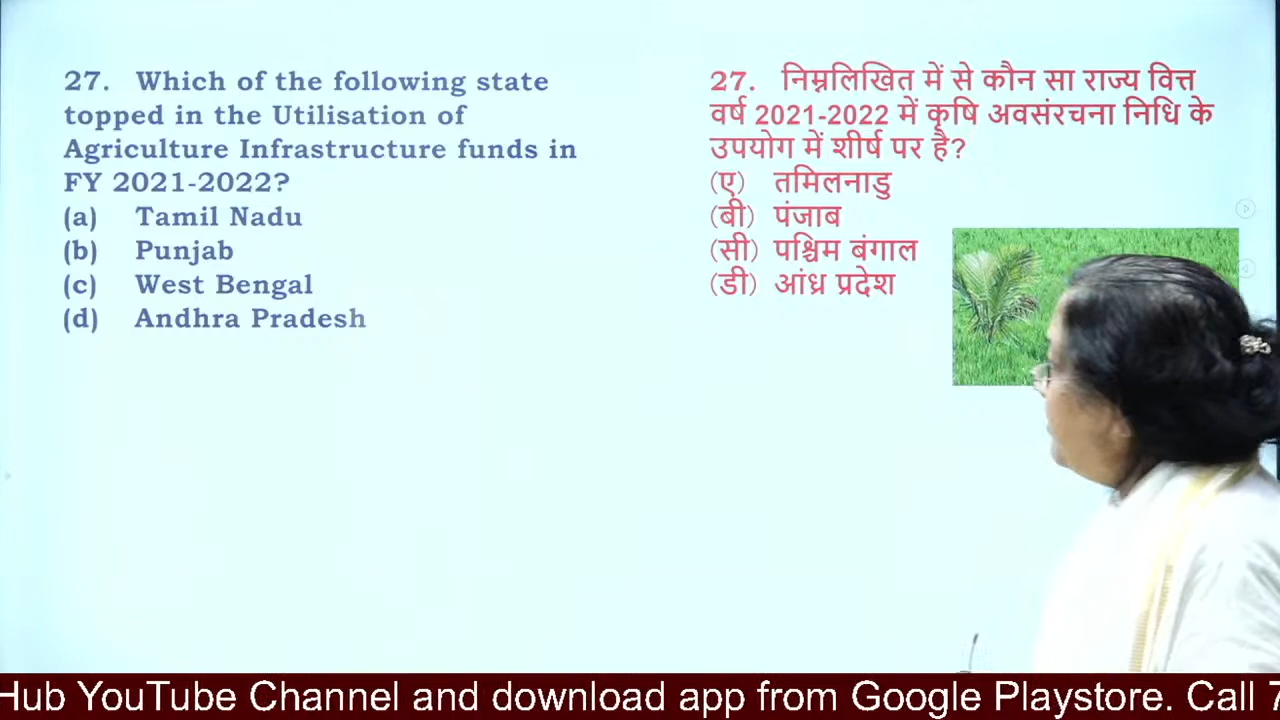 27. Which of the following state
topped in the Utilisation of
Agriculture Infrastructure funds in
FY 2021-2022?
(a) Tamil Nadu
(b) Punjab
(c) West Bengal
(d) Andhra Pradesh
27. निम्नलिखित में से कौन सा राज्य वित्त
वर्ष 2021-2022 में कृषि अवसंरचना निधि के
उपयोग में शीर्ष पर है?
(ए) तमिलनाडु
(बी) पंजाब
(सी) पश्चिम बंगाल
(डी) आंध्र प्रदेश
Hub YouTube Channel and download app from Google Playstore. Call 7